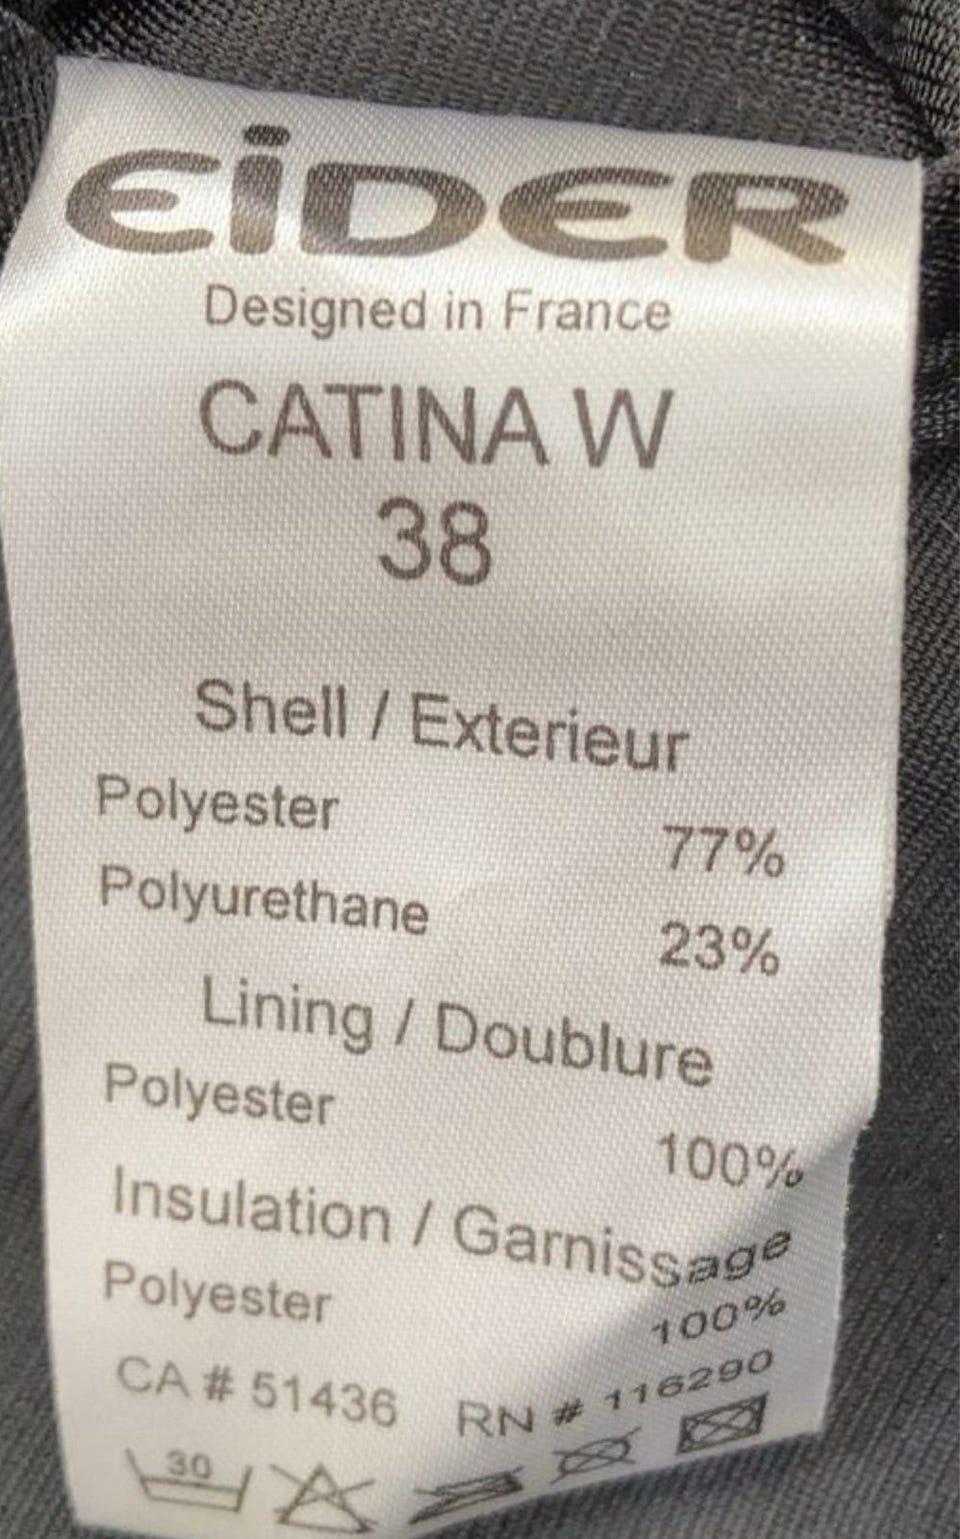 EiDER
Designed in France
CATINA W
38
Shell / Exterieur
Polyester 77%
Polyurethane 23%
Lining / Doublure
Polyester 100%
Insulation / Garnissage
Polyester 100%
CA # 51436 RN # 116290
30